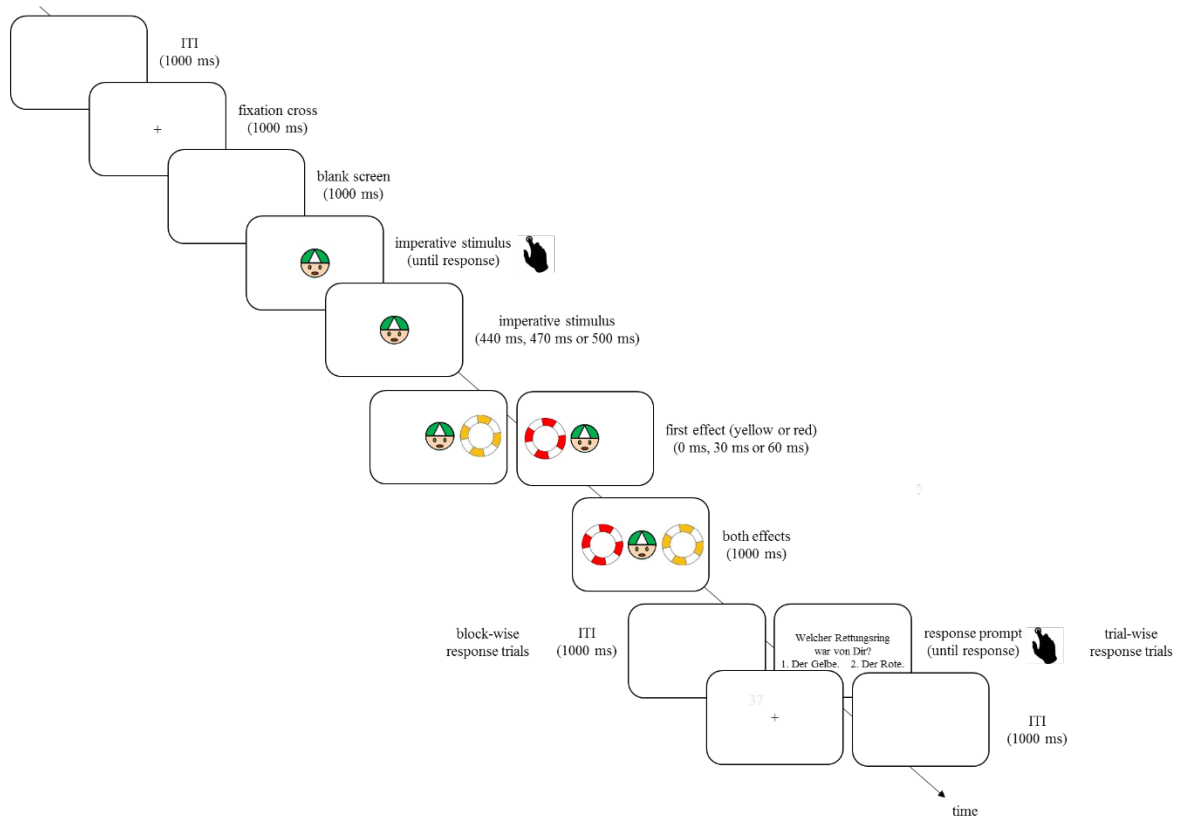 ITI
(1000 ms)
+
fixation cross
(1000 ms)
blank screen
(1000 ms)
imperative stimulus
(until response)
imperative stimulus
(440 ms, 470 ms or 500 ms)
first effect (yellow or red)
(0 ms, 30 ms or 60 ms)
both effects
(1000 ms)
block-wise
response trials
ITI
(1000 ms)
Welcher Rettungsring
war von Dir?
1. Der Gelbe. 2. Der Rote.
response prompt
(until response)
trial-wise
response trials
37
+
ITI
(1000 ms)
time